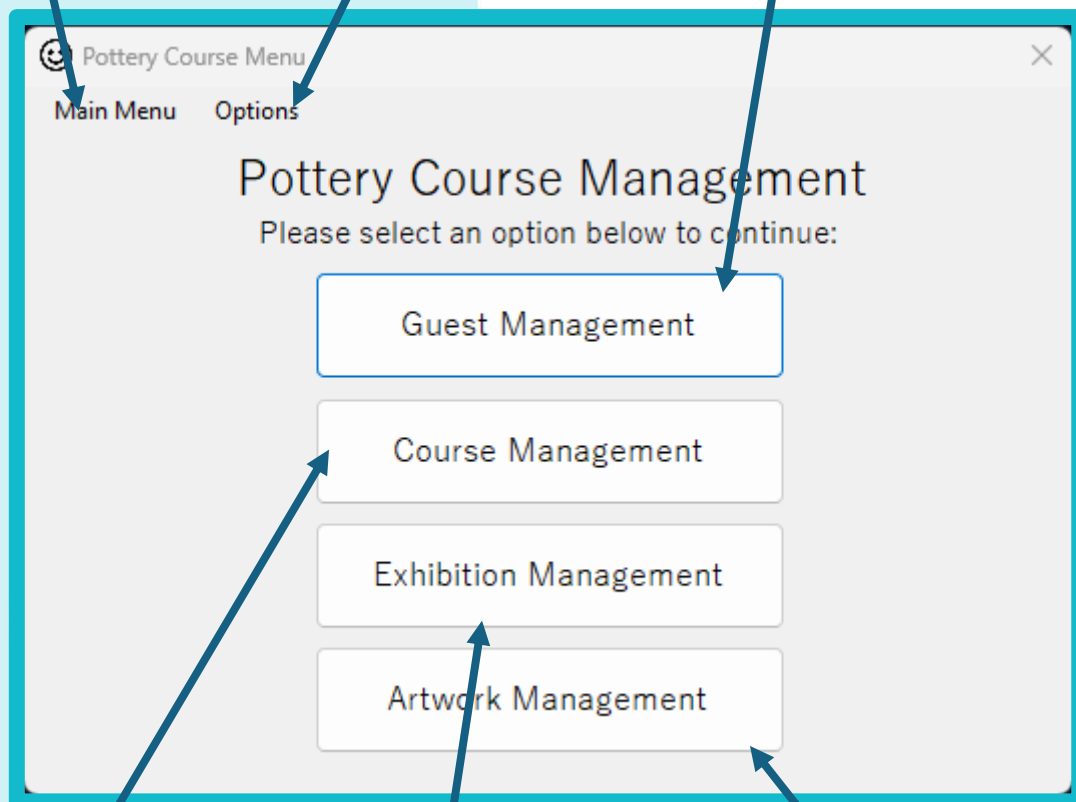 Pottery Course Menu
Main Menu Options
Pottery Course Management
Please select an option below to continue:
Guest Management
Course Management
Exhibition Management
Artwork Management